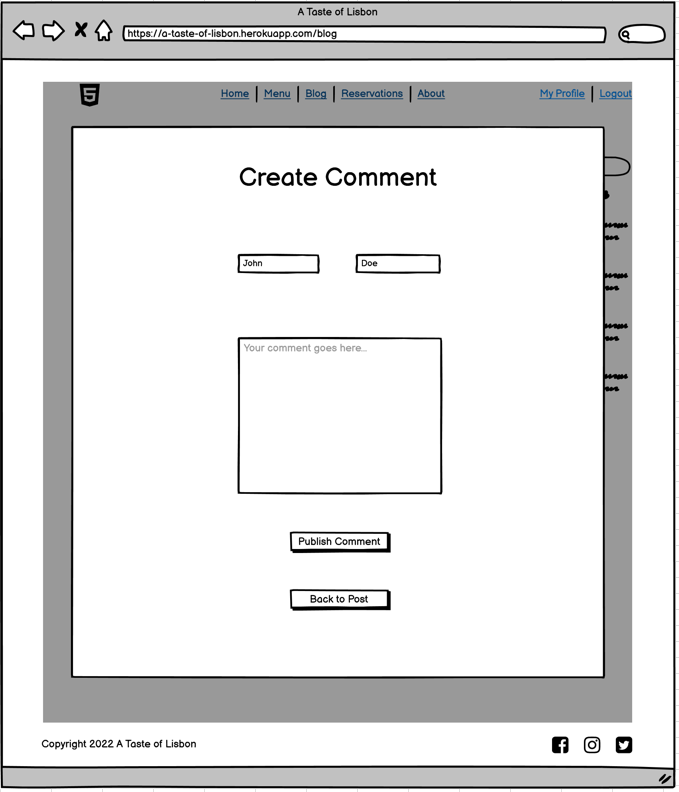 A Taste of Lisbon
https://a-taste-of-lisbon.herokuapp.com/blog
5
Home Menu Blog Reservations About My Profile Logout
Create Comment
John Doe
Your comment goes here...
Publish Comment
Back to Post
Copyright 2022 A Taste of Lisbon